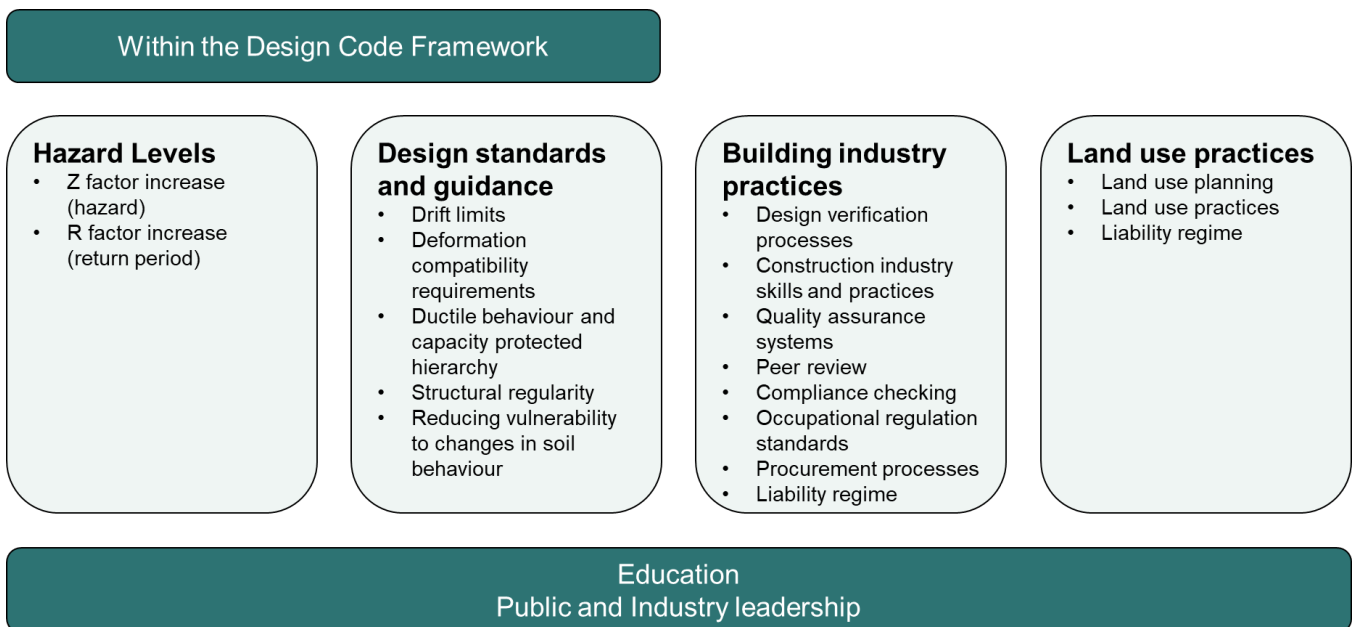 Within the Design Code Framework
Hazard Levels
• Z factor increase
(hazard)
• R factor increase
(return period)
Design standards
and guidance
• Drift limits
• Deformation
compatibility
requirements
• Ductile behaviour and
capacity protected
hierarchy
• Structural regularity
• Reducing vulnerability
to changes in soil
behaviour
Building industry
practices
• Design verification
processes
• Construction industry
skills and practices
• Quality assurance
systems
• Peer review
• Compliance checking
• Occupational regulation
standards
• Procurement processes
• Liability regime
Land use practices
• Land use planning
• Land use practices
• Liability regime
Education
Public and Industry leadership